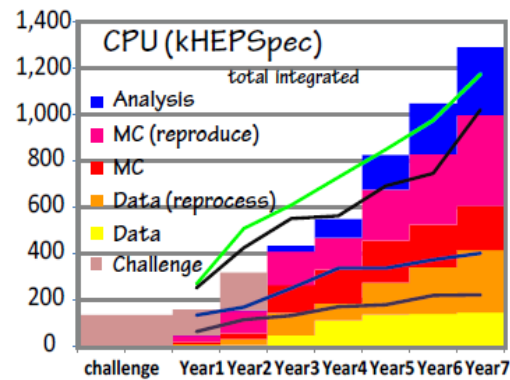 1,400
CPU (kHEPSpec)
1,200
total integrated
Analysis
1,000
MC (reproduce)
800
MC
600
Data (reprocess)
Data
400
Challenge
200
0
challenge Year1 Year2 Year3 Year4 Year5 Year6 Year7